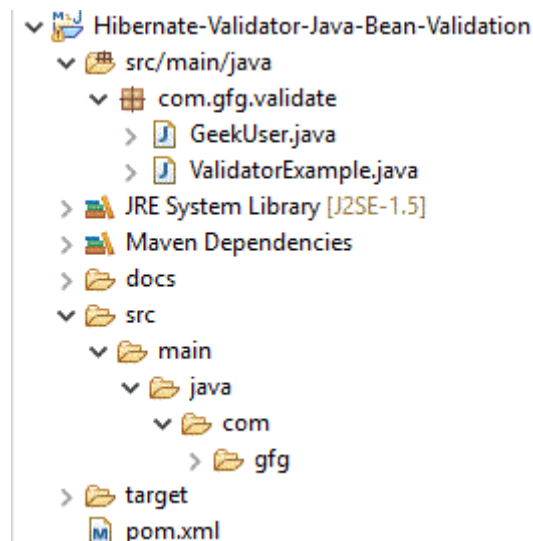 Hibernate-Validator-Java-Bean-Validation
src/main/java
com.gfg.validate
GeekUser.java
ValidatorExample.java
JRE System Library [J2SE-1.5]
Maven Dependencies
docs
src
main
java
com
gfg
target
pom.xml